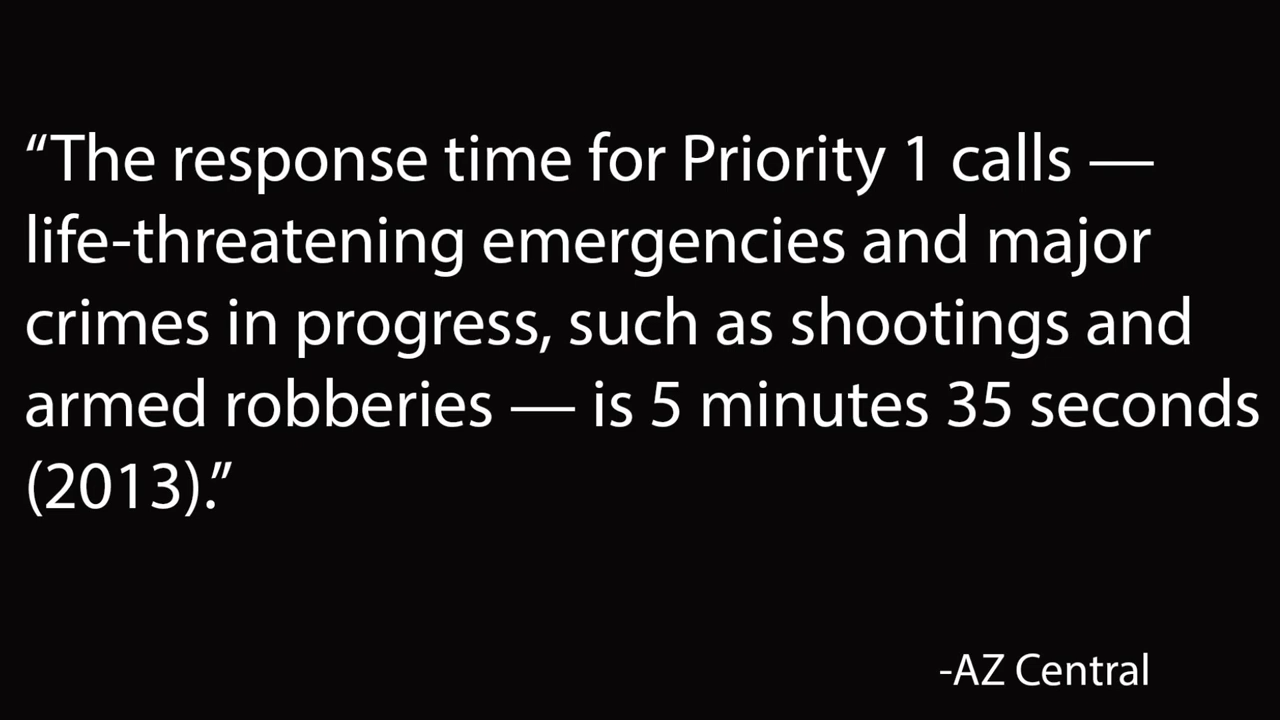 “The response time for Priority 1 calls —
life-threatening emergencies and major
crimes in progress, such as shootings and
armed robberies — is 5 minutes 35 seconds
(2013).”
-AZ Central